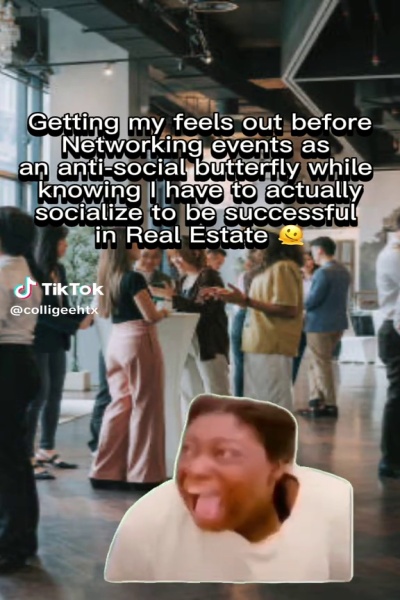 Getting my feels out before
Networking events as
an anti-social butterfly while
knowing I have to actually
socialize to be successful
in Real Estate 🫠
TikTok
@colligeehtx